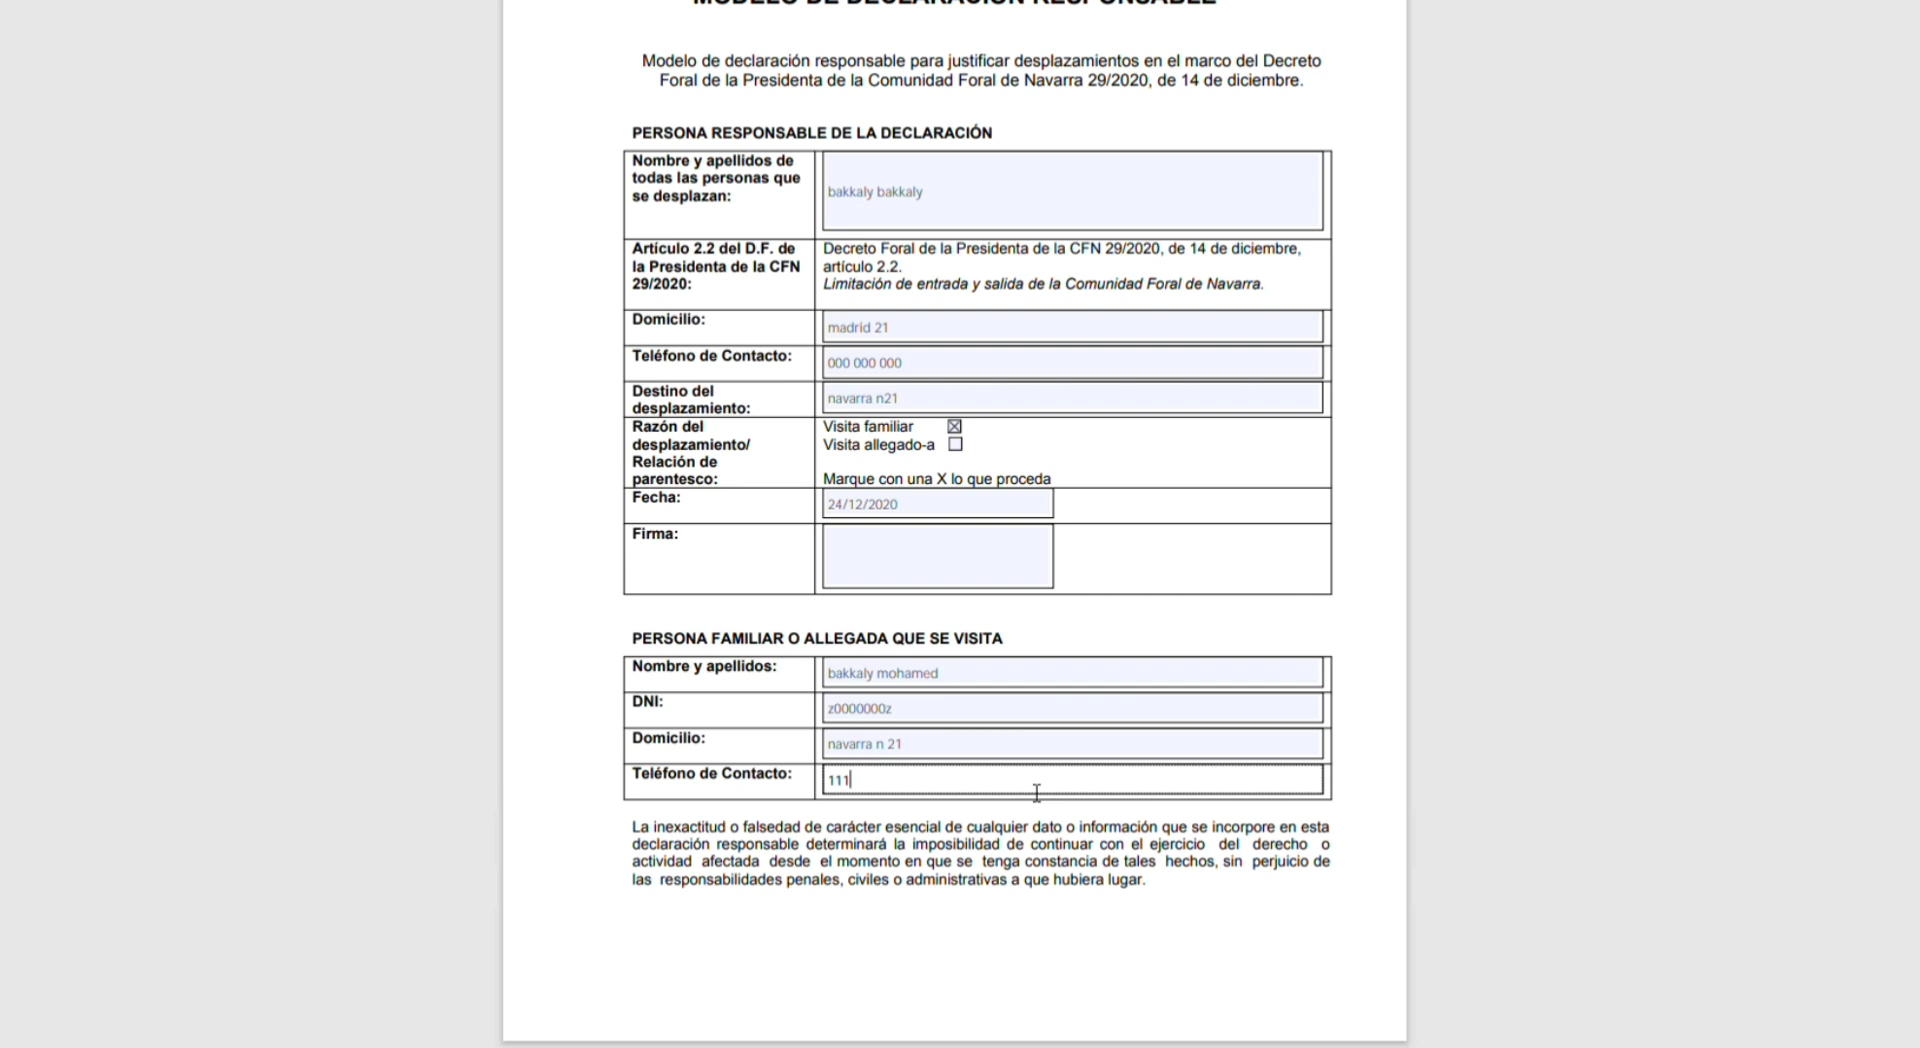 MODELO DE DECLARACIÓN RESPONSABLE
Modelo de declaración responsable para justificar desplazamientos en el marco del Decreto
Foral de la Presidenta de la Comunidad Foral de Navarra 29/2020, de 14 de diciembre.
PERSONA RESPONSABLE DE LA DECLARACIÓN
Nombre y apellidos de
todas las personas que
se desplazan:
bakkaly bakkaly
Artículo 2.2 del D.F. de
la Presidenta de la CFN
29/2020:
Decreto Foral de la Presidenta de la CFN 29/2020, de 14 de diciembre,
artículo 2.2.
Limitación de entrada y salida de la Comunidad Foral de Navarra.
Domicilio:
madrid 21
Teléfono de Contacto:
000 000 000
Destino del
desplazamiento:
navarra n21
Razón del
desplazamiento/
Relación de
parentesco:
Visita familiar
Visita allegado-a
Marque con una X lo que proceda
Fecha:
24/12/2020
Firma:
PERSONA FAMILIAR O ALLEGADA QUE SE VISITA
Nombre y apellidos:
bakkaly mohamed
DNI:
z0000000z
Domicilio:
navarra n 21
Teléfono de Contacto:
111
La inexactitud o falsedad de carácter esencial de cualquier dato o información que se incorpore en esta
declaración responsable determinará la imposibilidad de continuar con el ejercicio del derecho o
actividad afectada desde el momento en que se tenga constancia de tales hechos, sin perjuicio de
las responsabilidades penales, civiles o administrativas a que hubiera lugar.